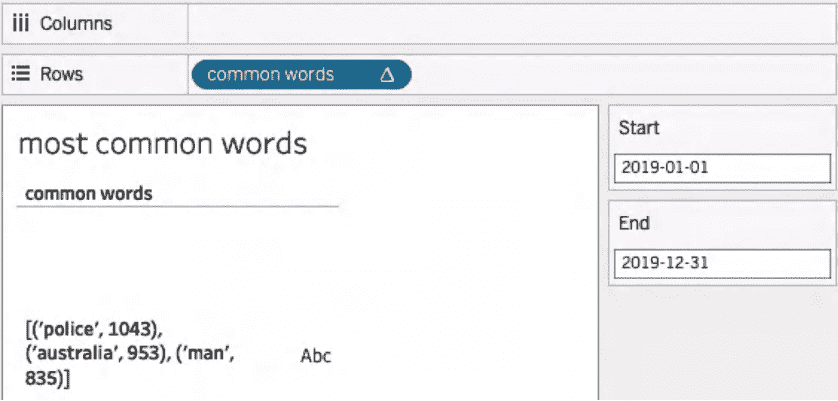 Columns
Rows
common words Δ
most common words
common words
[('police', 1043),
('australia', 953), ('man',
835)]
Abc
Start
2019-01-01
End
2019-12-31